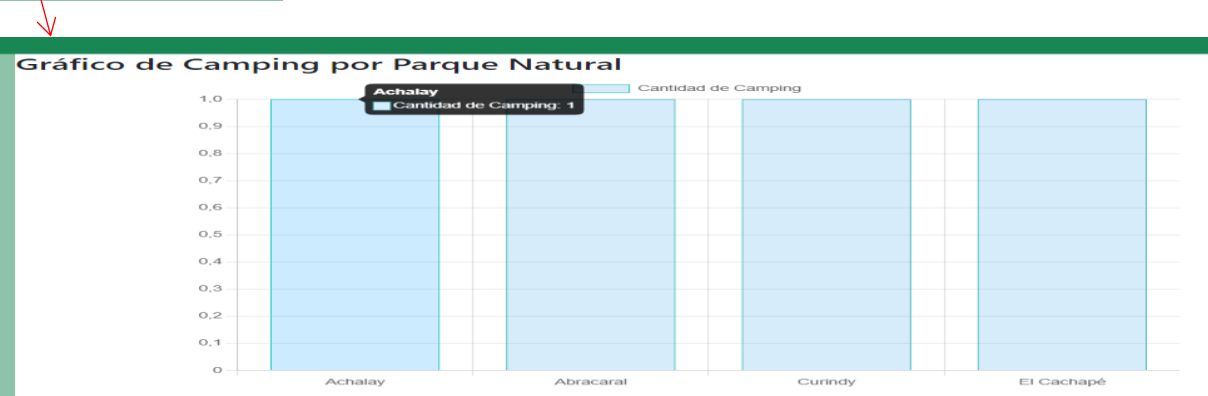 Gráfico de Camping por Parque Natural
Cantidad de Camping
Achalay
Cantidad de Camping: 1
1,0
0,9
0,8
0,7
0,6
0,5
0,4
0,3
0,2
0,1
0
Achalay Abracaral Curindy El Cachapé